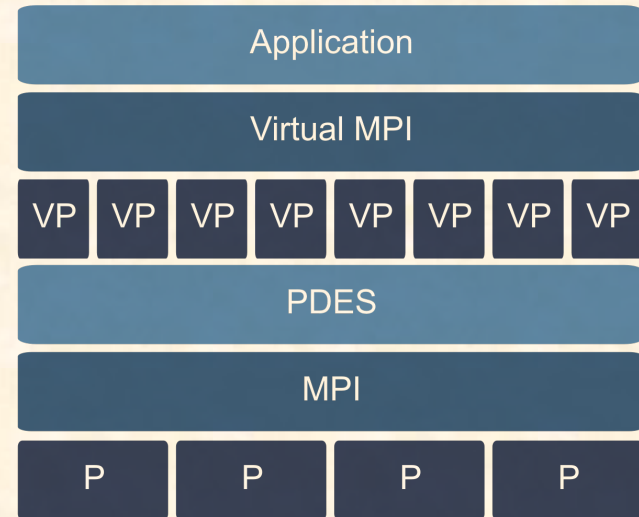 Application
Virtual MPI
VP VP VP VP VP VP VP VP
PDES
MPI
P P P P